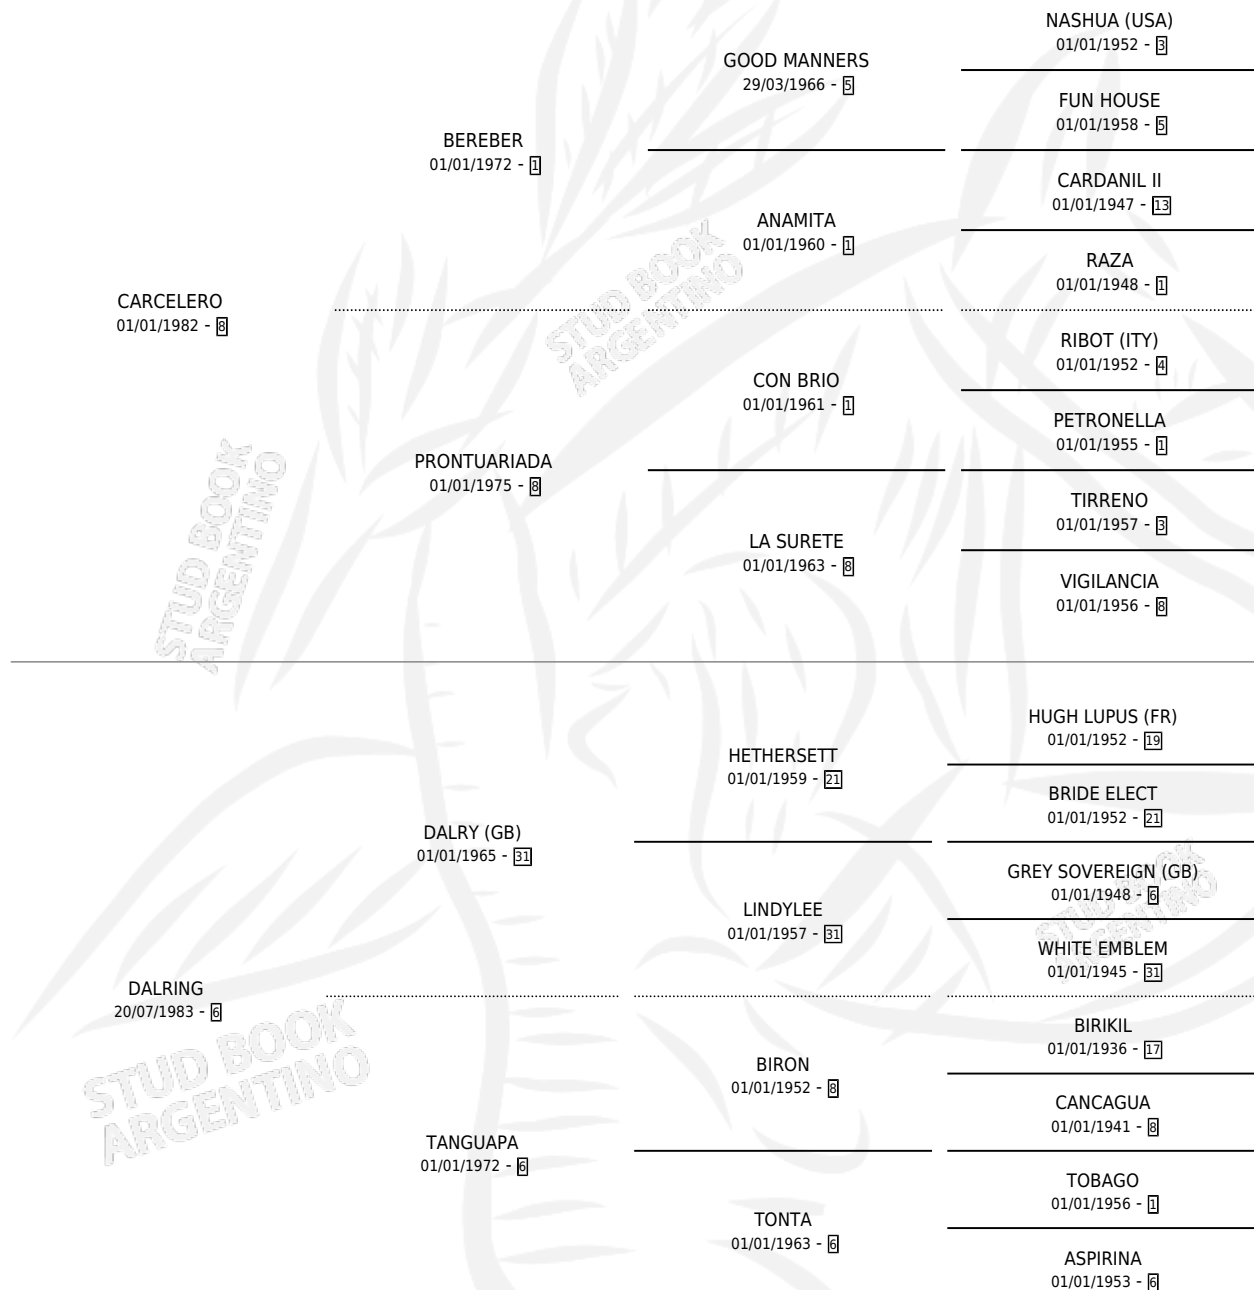 NASHUA (USA)
01/01/1952 - 3
GOOD MANNERS
29/03/1966 - 5
FUN HOUSE
01/01/1958 - 5
BEREBER
01/01/1972 - 1
CARDANIL II
01/01/1947 - 13
ANAMITA
01/01/1960 - 1
RAZA
01/01/1948 - 1
CARCELERO
01/01/1982 - 8
STUD BOOK
ARGENTINO
RIBOT (ITY)
01/01/1952 - 4
CON BRIO
01/01/1961 - 1
PETRONELLA
01/01/1955 - 1
PRONTUARIADA
01/01/1975 - 8
TIRRENO
01/01/1957 - 3
LA SURETE
01/01/1963 - 8
VIGILANCIA
01/01/1956 - 8
STUD BOOK
ARGENTINO
HUGH LUPUS (FR)
01/01/1952 - 19
HETHERSETT
01/01/1959 - 21
BRIDE ELECT
01/01/1952 - 21
DALRY (GB)
01/01/1965 - 31
GREY SOVEREIGN (GB)
01/01/1948 - 6
STUD BOOK
ARGENTINO
LINDYLEE
01/01/1957 - 31
WHITE EMBLEM
01/01/1945 - 31
DALRING
20/07/1983 - 6
STUD BOOK
ARGENTINO
BIRIKIL
01/01/1936 - 17
BIRON
01/01/1952 - 8
CANCAGUA
01/01/1941 - 8
TANGUAPA
01/01/1972 - 6
TOBAGO
01/01/1956 - 1
TONTA
01/01/1963 - 6
ASPIRINA
01/01/1953 - 6